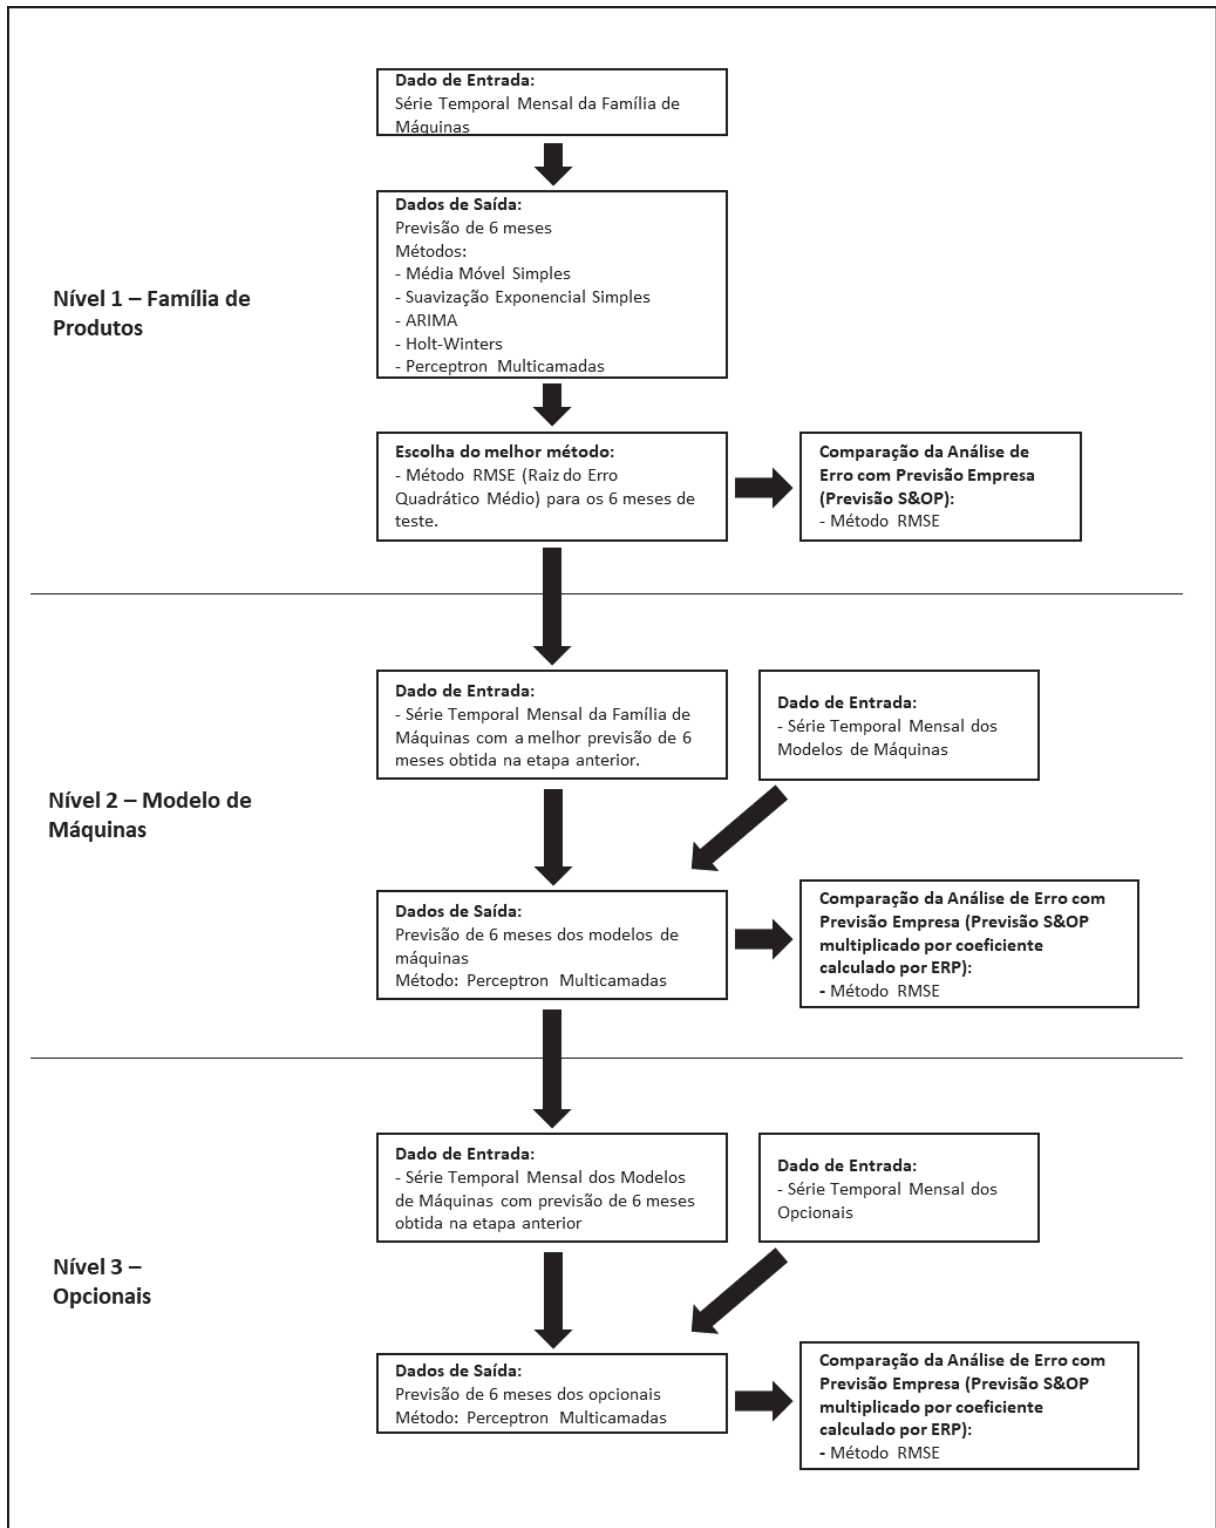 Dado de Entrada:
Série Temporal Mensal da Família de
Máquinas
Dados de Saída:
Previsão de 6 meses
Métodos:
- Média Móvel Simples
- Suavização Exponencial Simples
- ARIMA
- Holt-Winters
- Perceptron Multicamadas
Nível 1 – Família de
Produtos
Escolha do melhor método:
- Método RMSE (Raiz do Erro
Quadrático Médio) para os 6 meses de
teste.
Comparação da Análise de
Erro com Previsão Empresa
(Previsão S&OP):
- Método RMSE
Dado de Entrada:
- Série Temporal Mensal da Família de
Máquinas com a melhor previsão de 6
meses obtida na etapa anterior.
Dado de Entrada:
- Série Temporal Mensal dos
Modelos de Máquinas
Nível 2 – Modelo de
Máquinas
Dados de Saída:
Previsão de 6 meses dos modelos de
máquinas
Método: Perceptron Multicamadas
Comparação da Análise de Erro com
Previsão Empresa (Previsão S&OP
multiplicado por coeficiente
calculado por ERP):
- Método RMSE
Dado de Entrada:
- Série Temporal Mensal dos Modelos
de Máquinas com previsão de 6 meses
obtida na etapa anterior
Dado de Entrada:
- Série Temporal Mensal dos
Opcionais
Nível 3 –
Opcionais
Dados de Saída:
Previsão de 6 meses dos opcionais
Método: Perceptron Multicamadas
Comparação da Análise de Erro com
Previsão Empresa (Previsão S&OP
multiplicado por coeficiente
calculado por ERP):
- Método RMSE